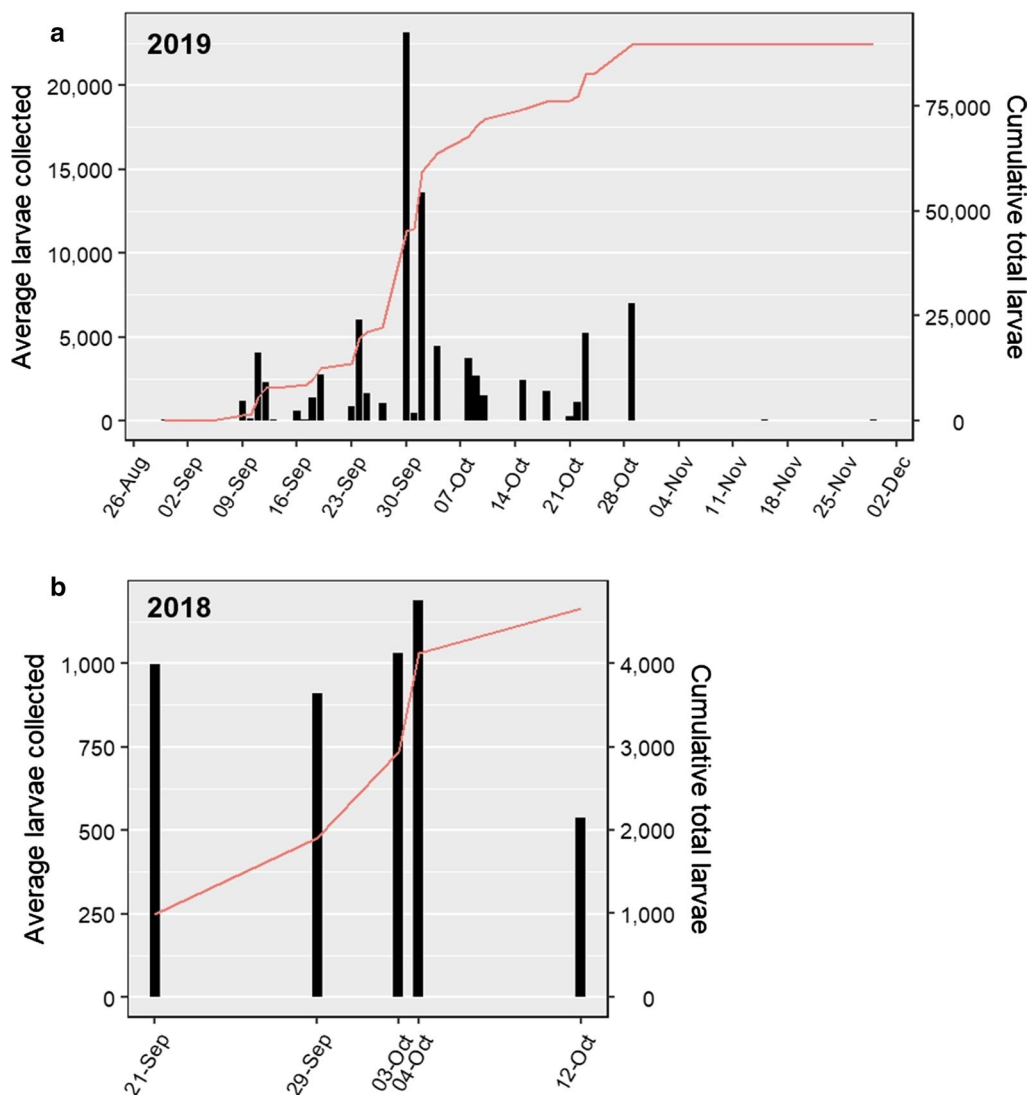 a
2019
Average larvae collected
20,000
15,000
10,000
5,000
0
Cumulative total larvae
75,000
50,000
25,000
0
26-Aug
02-Sep
09-Sep
16-Sep
23-Sep
30-Sep
07-Oct
14-Oct
21-Oct
28-Oct
04-Nov
11-Nov
18-Nov
25-Nov
02-Dec
b
2018
Average larvae collected
1,000
750
500
250
0
Cumulative total larvae
4,000
3,000
2,000
1,000
0
21-Sep
29-Sep
03-Oct
04-Oct
12-Oct